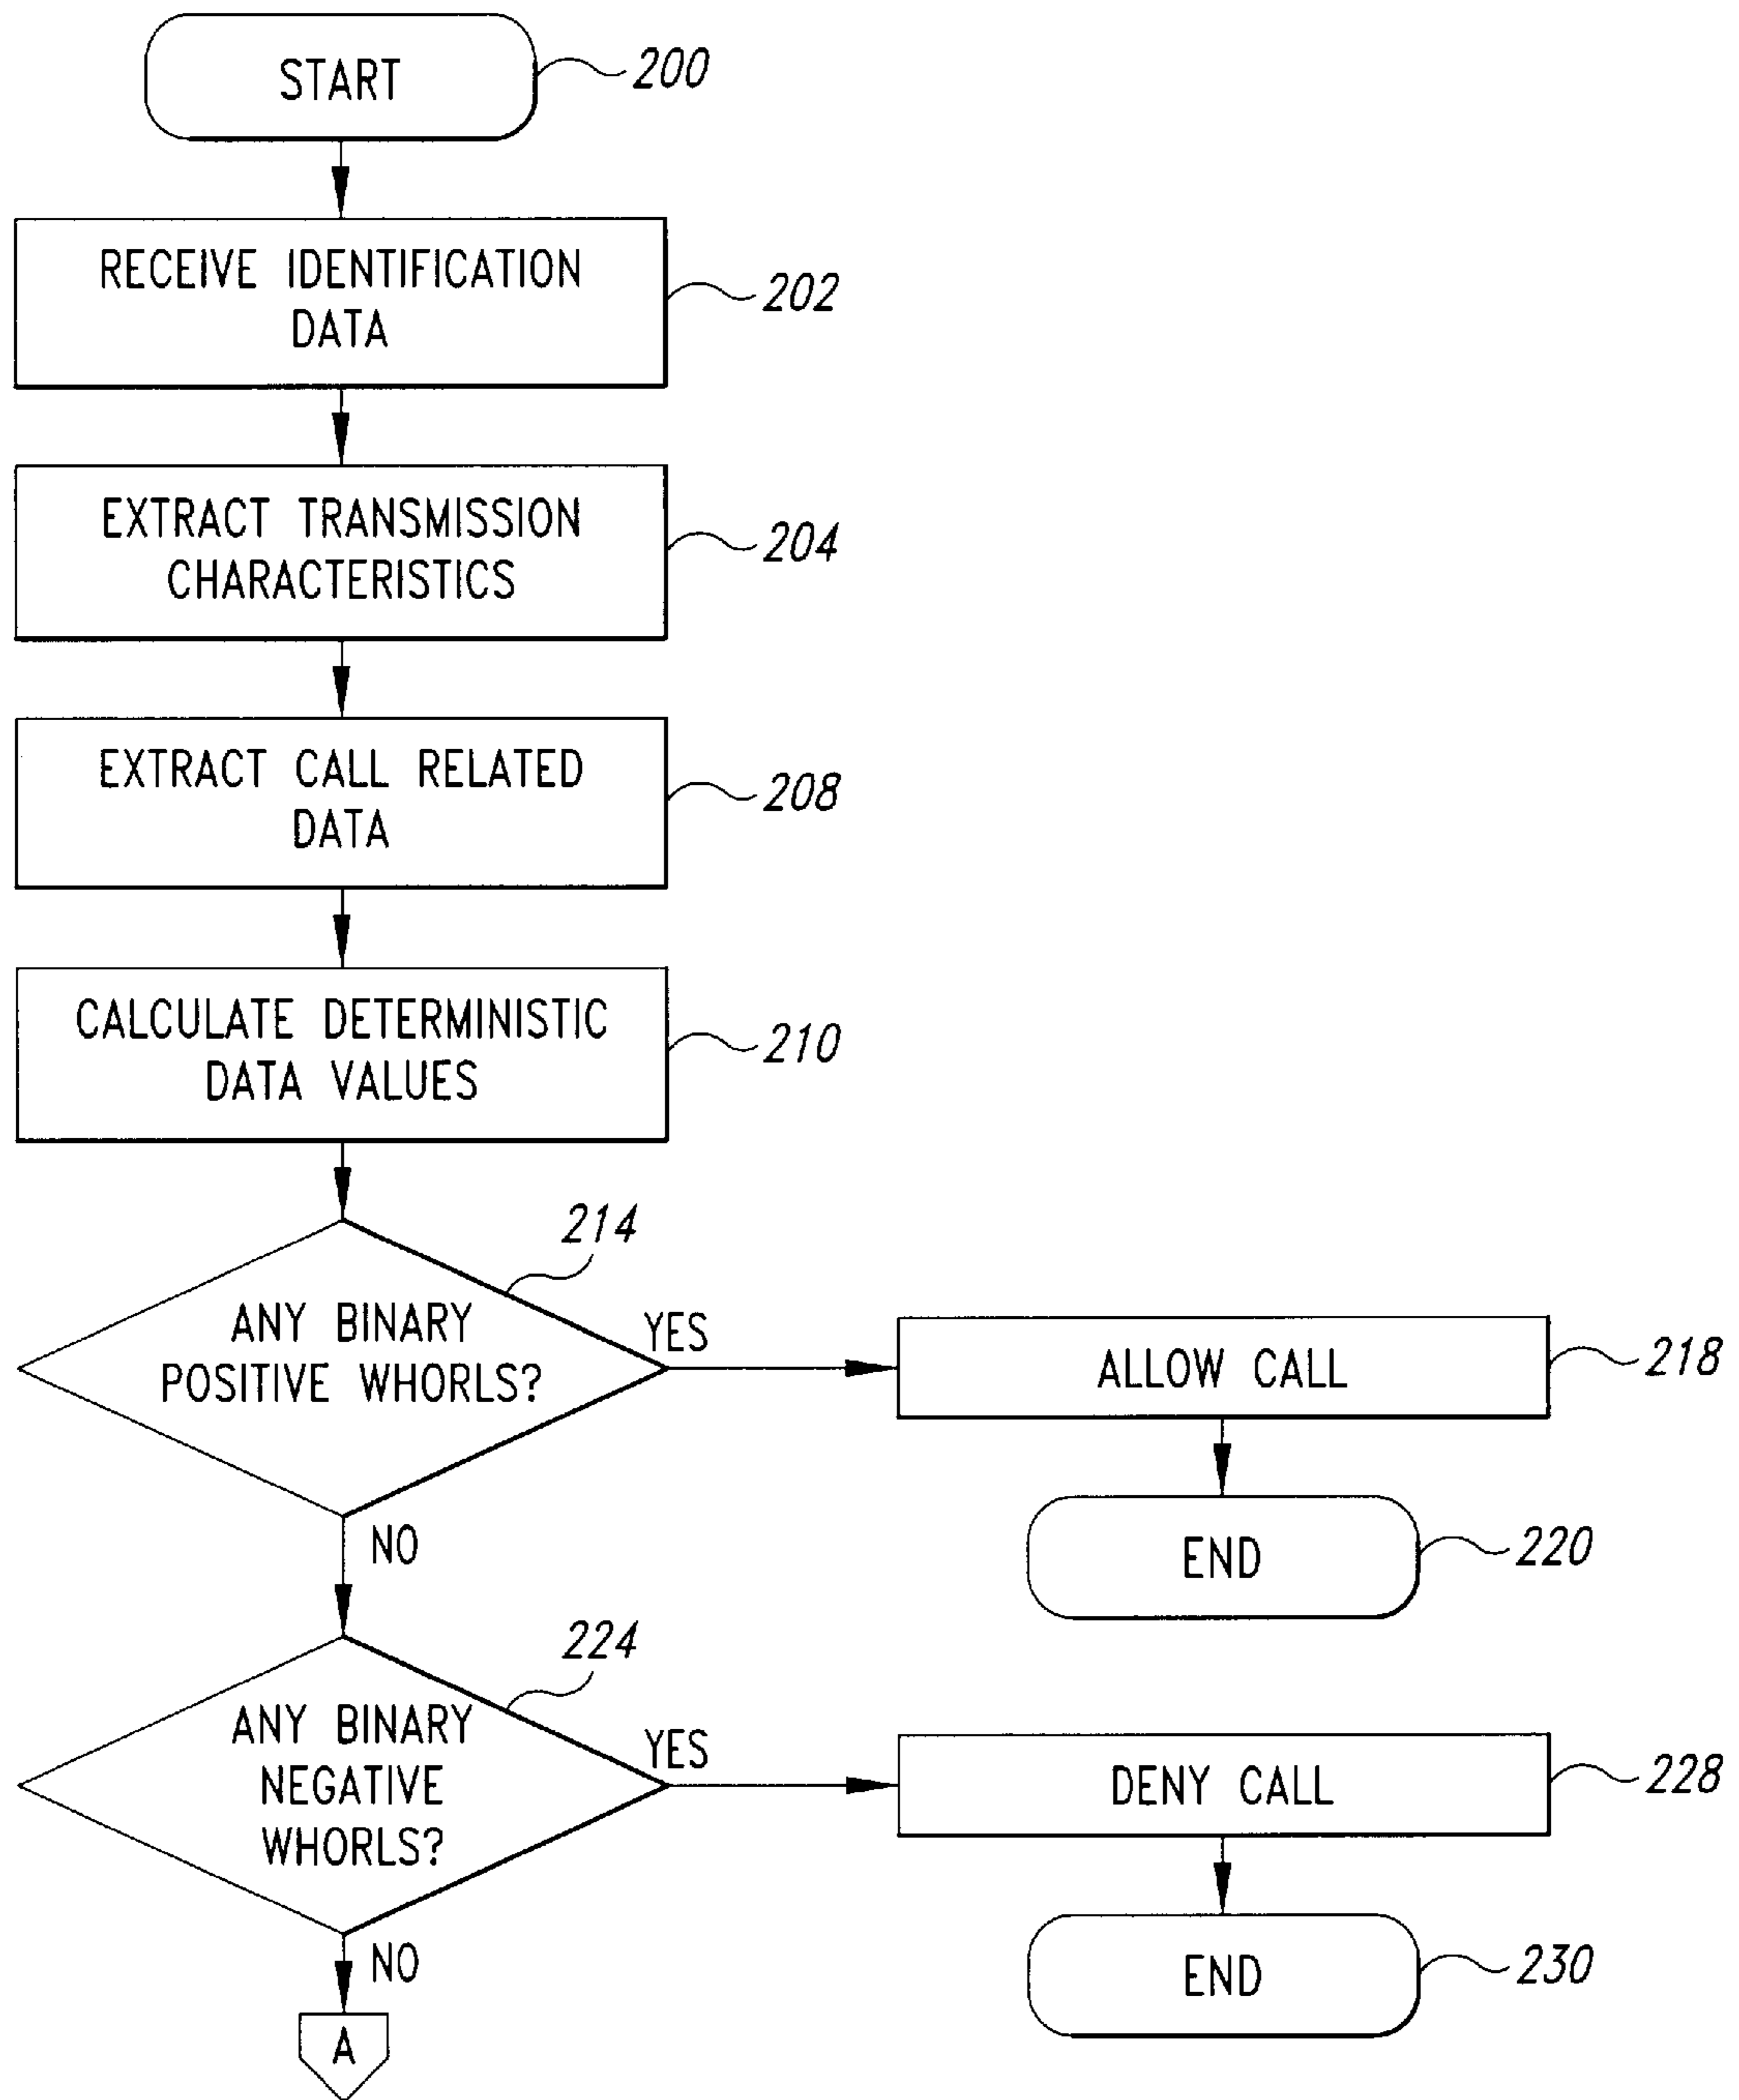 START
200
RECEIVE IDENTIFICATION
DATA
202
EXTRACT TRANSMISSION
CHARACTERISTICS
204
EXTRACT CALL RELATED
DATA
208
CALCULATE DETERMINISTIC
DATA VALUES
210
214
ANY BINARY
POSITIVE WHORLS?
YES
ALLOW CALL
218
NO
END
220
224
ANY BINARY
NEGATIVE
WHORLS?
YES
DENY CALL
228
NO
END
230
A